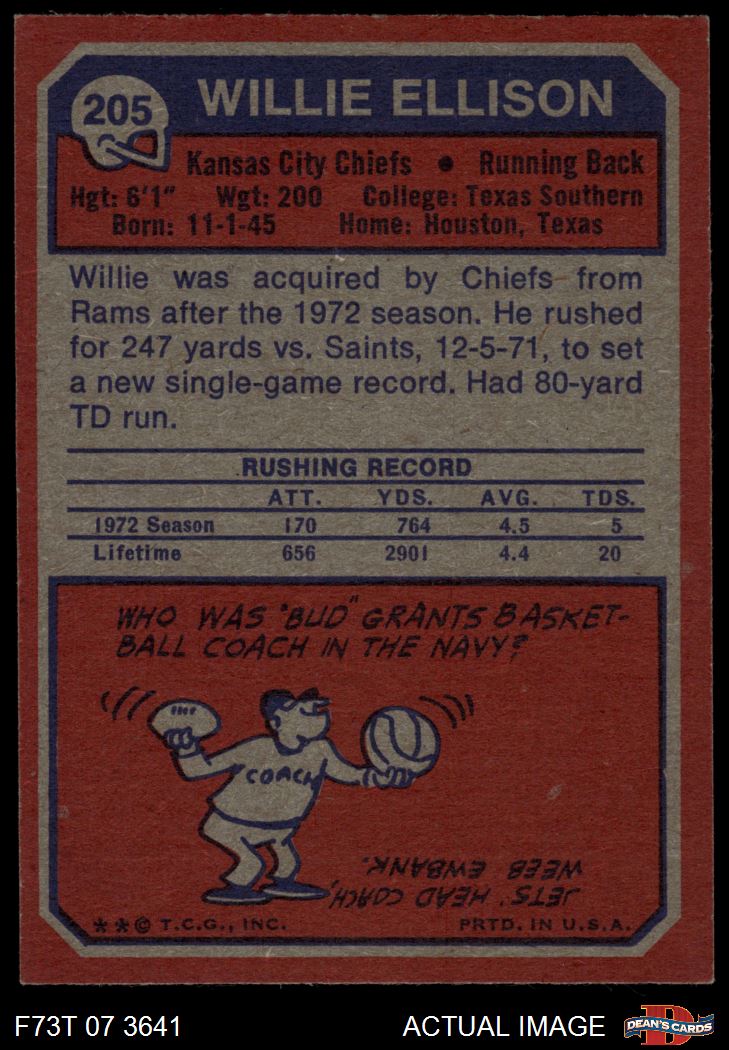 205
WILLIE ELLISON
Kansas City Chiefs • Running Back
Hgt: 6'1" Wgt: 200 College: Texas Southern
Born: 11-1-45 Home: Houston, Texas
Willie was acquired by Chiefs from
Rams after the 1972 season. He rushed
for 247 yards vs. Saints, 12-5-71, to set
a new single-game record. Had 80-yard
TD run.
RUSHING RECORD
ATT. YDS. AVG. TDS.
1972 Season 170 764 4.5 5
Lifetime 656 2901 4.4 20
WHO WAS "BUD" GRANTS BASKET-
BALL COACH IN THE NAVY?
COACH
JETS' HEAD COACH,
WEEB EWBANK.
**© T.C.G., INC. PRTD. IN U.S.A.
F73T 07 3641 ACTUAL IMAGE
D
DEAN'S CARDS